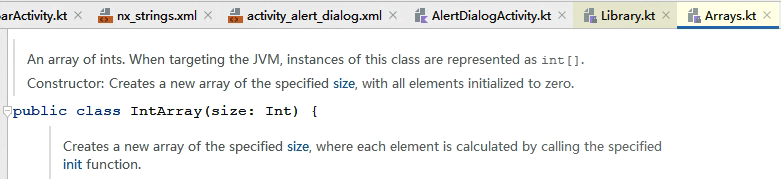 arActivity.kt × nx_strings.xml × activity_alert_dialog.xml × AlertDialogActivity.kt × Library.kt × Arrays.kt ×
An array of ints. When targeting the JVM, instances of this class are represented as int[].
Constructor: Creates a new array of the specified size, with all elements initialized to zero.
public class IntArray(size: Int) {
Creates a new array of the specified size, where each element is calculated by calling the specified
init function.